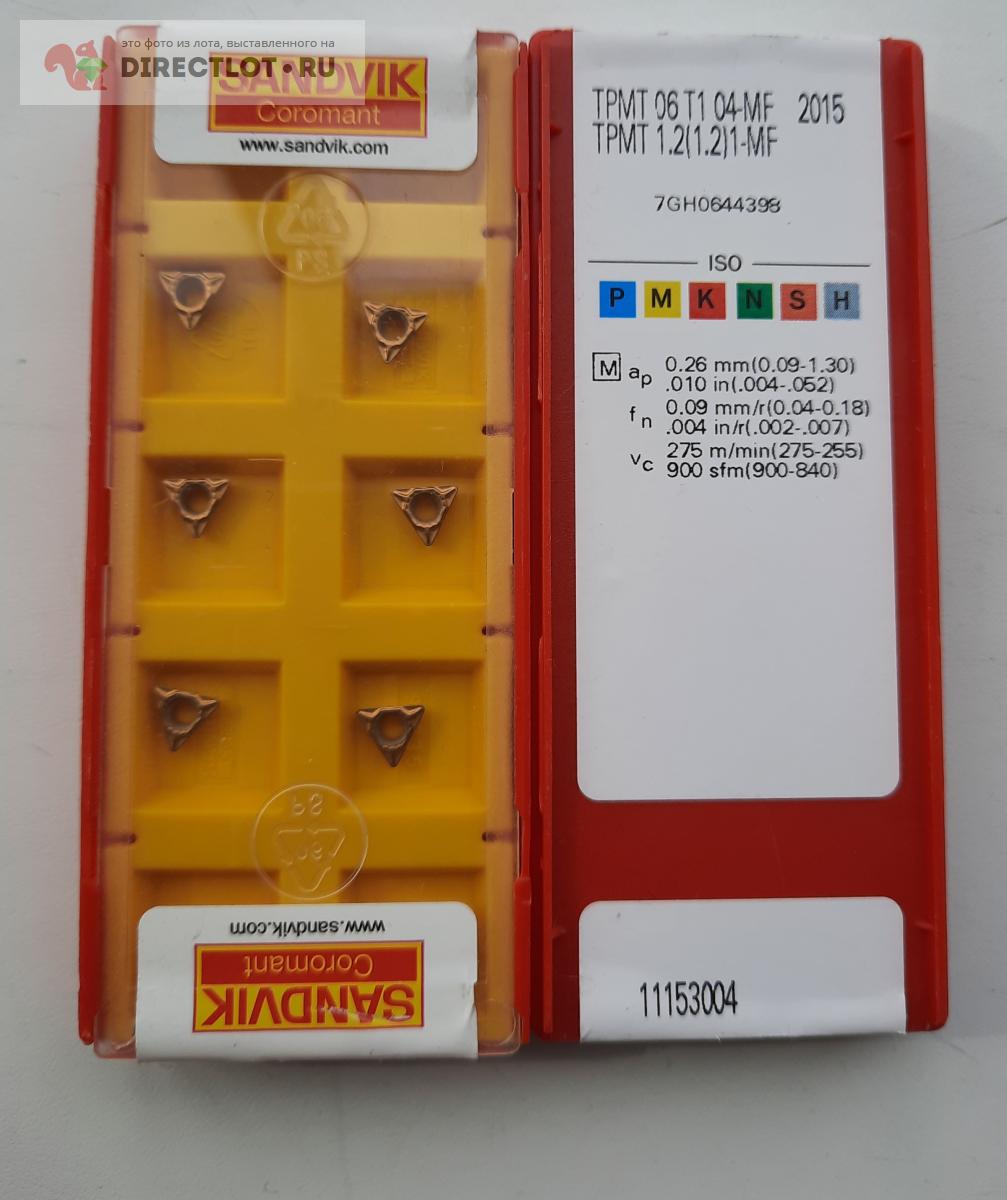 это фото из лота, выставленного на
DIRECTLOT•RU
SANDVIK
Coromant
www.sandvik.com
PS
PS
www.sandvik.com
Coromant
SANDVIK
TPMT 06 T1 04-MF 2015
TPMT 1.2(1.2)1-MF
7GH0644398
ISO
P M K N S H
M ap 0.26 mm(0.09-1.30)
.010 in(.004-.052)
fn 0.09 mm/r(0.04-0.18)
.004 in/r(.002-.007)
vc 275 m/min(275-255)
900 sfm(900-840)
11153004